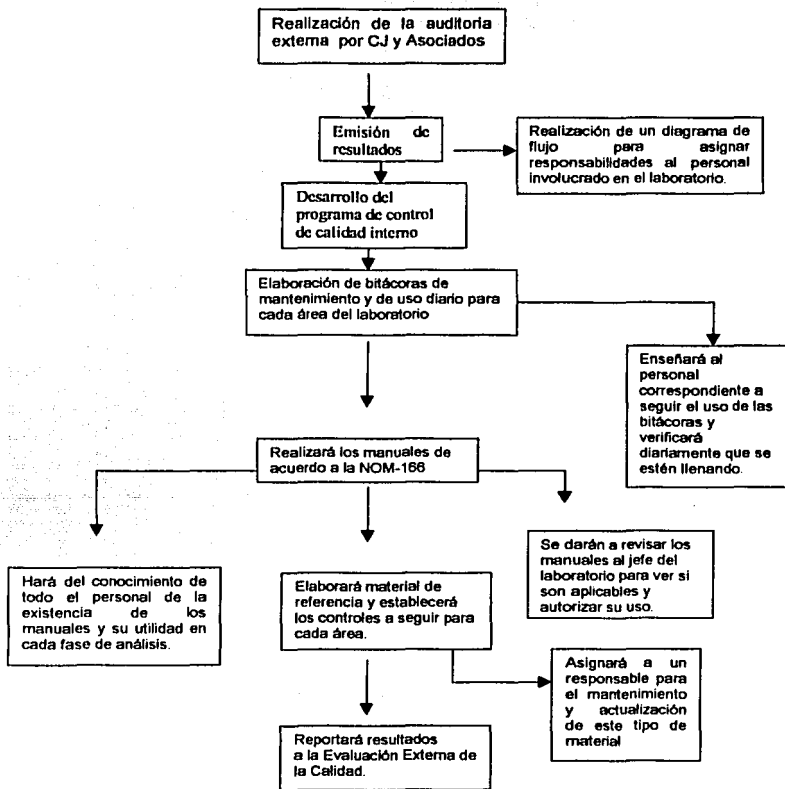 Realización de la auditoria
externa por CJ y Asociados
Emisión de
resultados
Realización de un diagrama de
flujo para asignar
responsabilidades al personal
involucrado en el laboratorio.
Desarrollo del
programa de control
de calidad interno
Elaboración de bitácoras de
mantenimiento y de uso diario para
cada área del laboratorio
Enseñará al
personal
correspondiente a
seguir el uso de las
bitácoras y
verificará
diariamente que se
estén llenando.
Realizará los manuales de
acuerdo a la NOM-166
Hará del conocimiento de
todo el personal de la
existencia de los
manuales y su utilidad en
cada fase de análisis.
Elaborará material de
referencia y establecerá
los controles a seguir para
cada área.
Se darán a revisar los
manuales al jefe del
laboratorio para ver si
son aplicables y
autorizar su uso.
Asignará a un
responsable para
el mantenimiento
y actualización
de este tipo de
material
Reportará resultados
a la Evaluación Externa de
la Calidad.